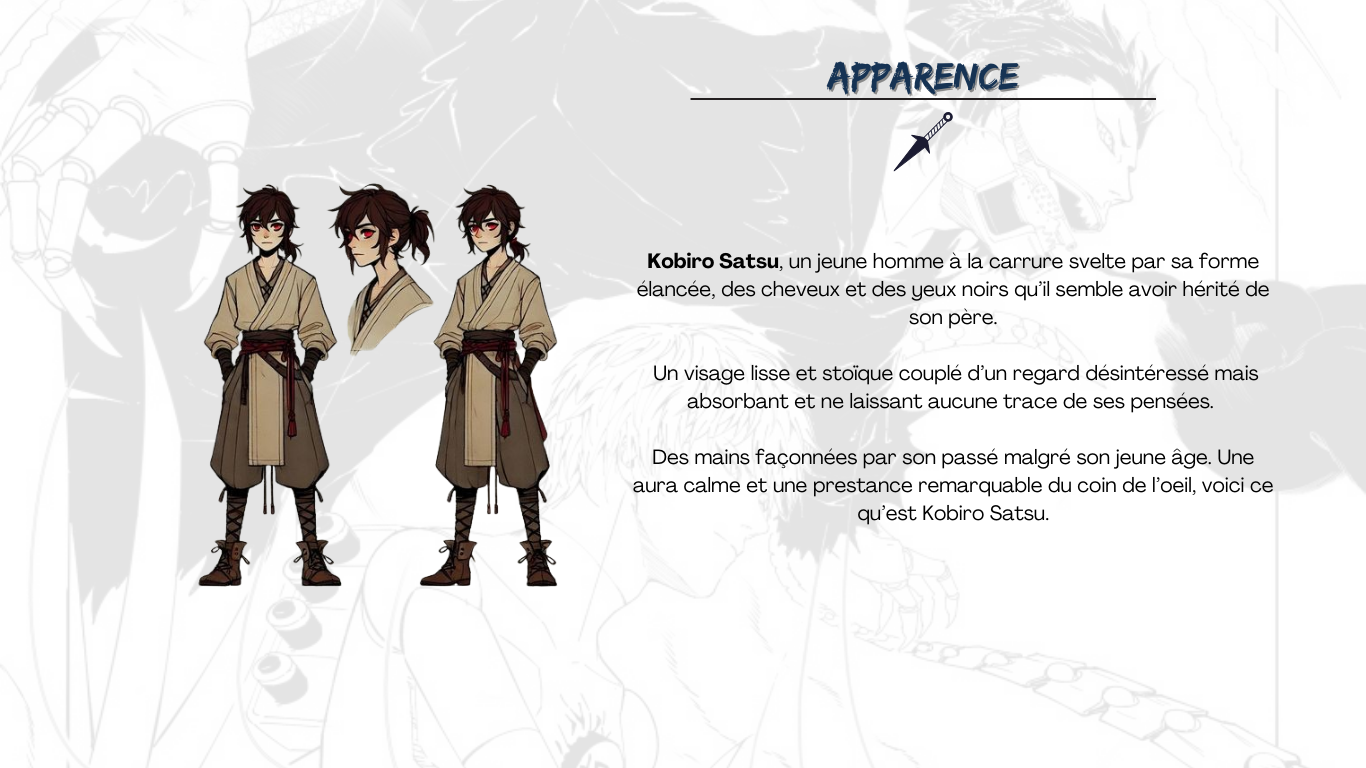 APPARENCE
Kobiro Satsu, un jeune homme à la carrure svelte par sa forme
élancée, des cheveux et des yeux noirs qu’il semble avoir hérité de
son père.
Un visage lisse et stoïque couplé d’un regard désintéressé mais
absorbant et ne laissant aucune trace de ses pensées.
Des mains façonnées par son passé malgré son jeune âge. Une
aura calme et une prestance remarquable du coin de l’oeil, voici ce
qu’est Kobiro Satsu.